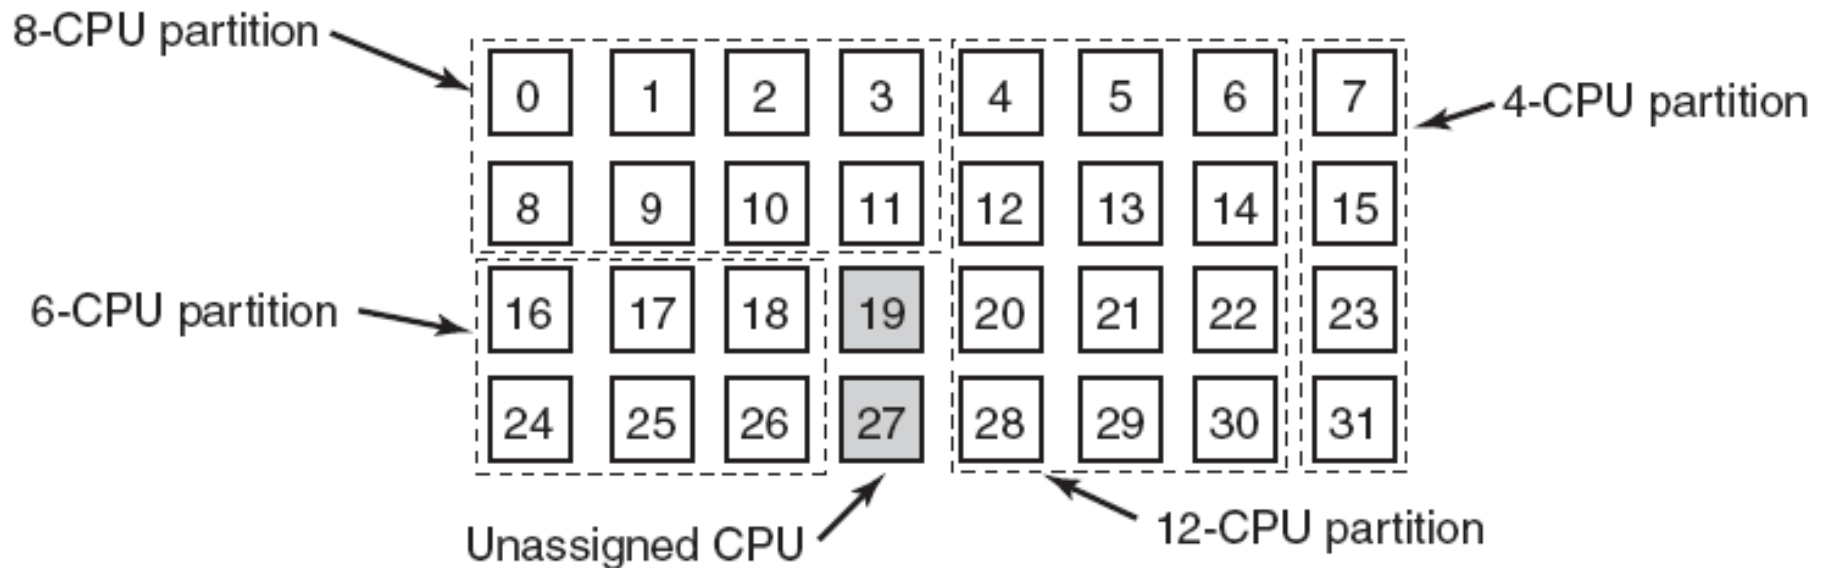 8-CPU partition
0 1 2 3 4 5 6 7
4-CPU partition
8 9 10 11 12 13 14 15
6-CPU partition
16 17 18 19 20 21 22 23
24 25 26 27 28 29 30 31
Unassigned CPU
12-CPU partition